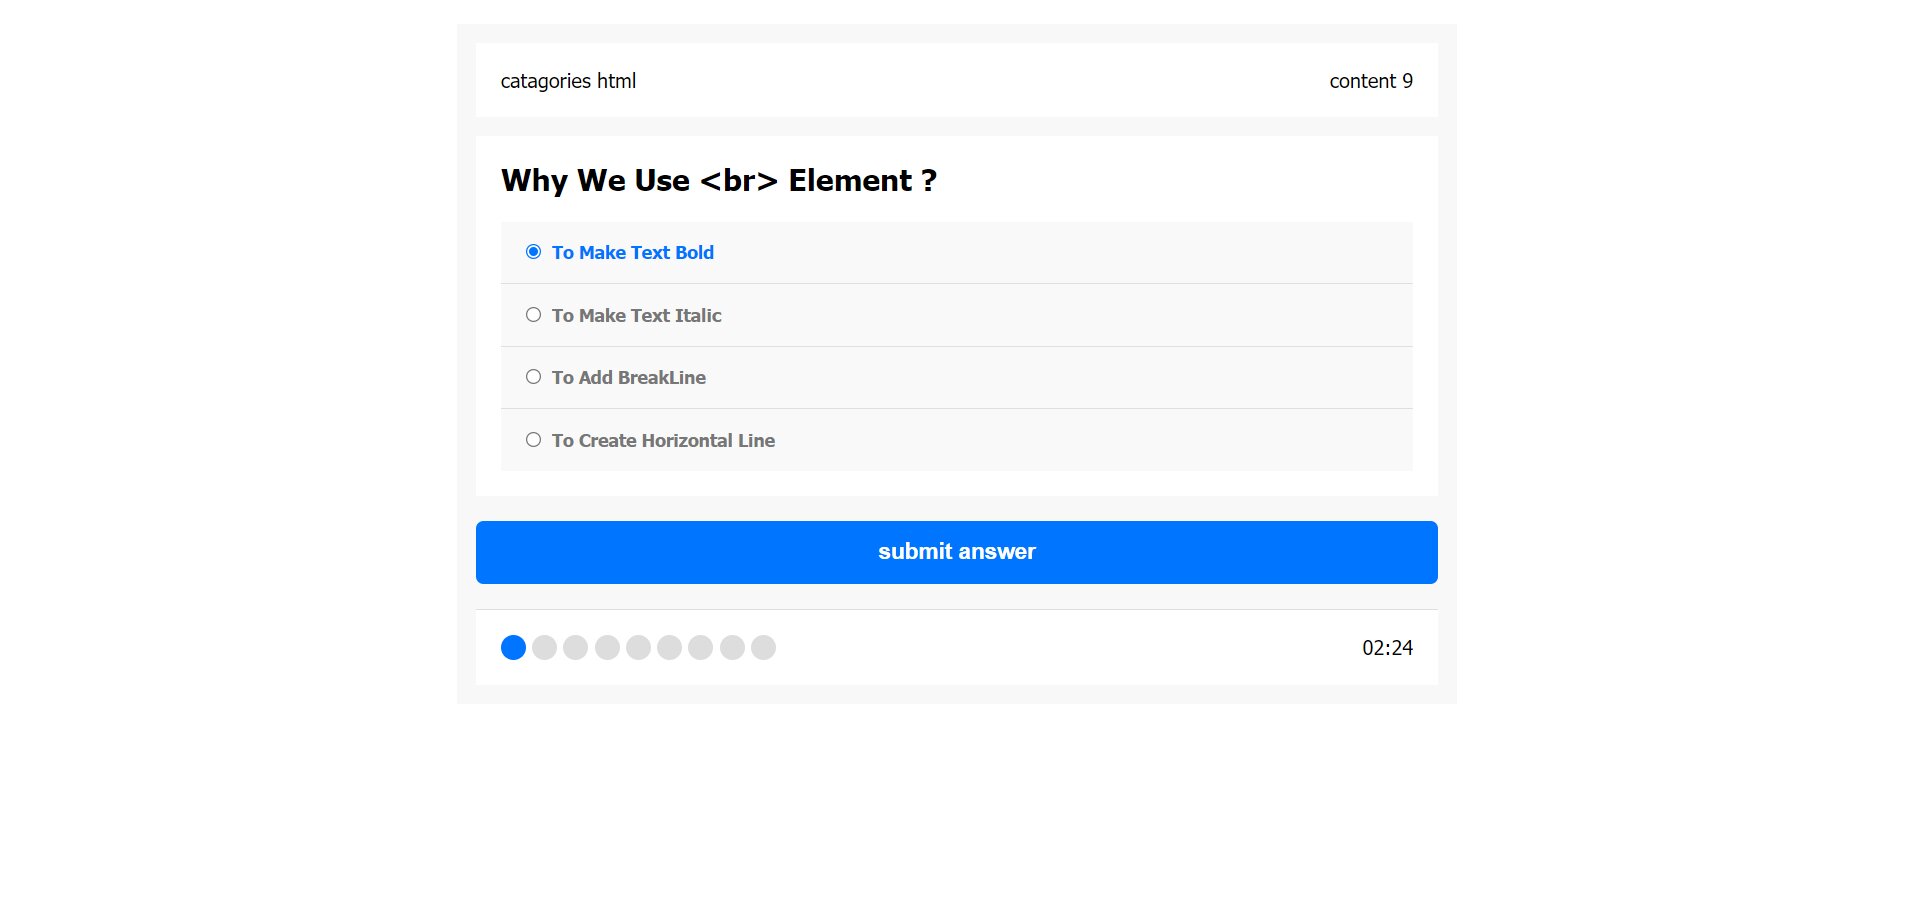 catagories html content 9
Why We Use <br> Element ?
To Make Text Bold
To Make Text Italic
To Add BreakLine
To Create Horizontal Line
submit answer
02:24